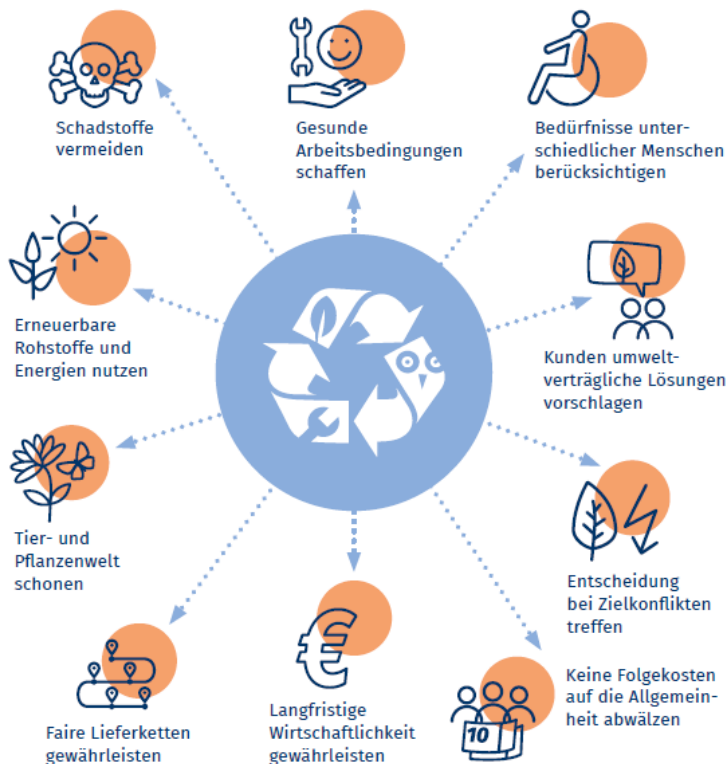 Schadstoffe
vermeiden
Gesunde
Arbeitsbedingungen
schaffen
Bedürfnisse unter-
schiedlicher Menschen
berücksichtigen
Erneuerbare
Rohstoffe und
Energien nutzen
Kunden umwelt-
verträgliche Lösungen
vorschlagen
Tier- und
Pflanzenwelt
schonen
Entscheidung
bei Zielkonflikten
treffen
Faire Lieferketten
gewährleisten
€
Langfristige
Wirtschaftlichkeit
gewährleisten
10
Keine Folgekosten
auf die Allgemein-
heit abwälzen